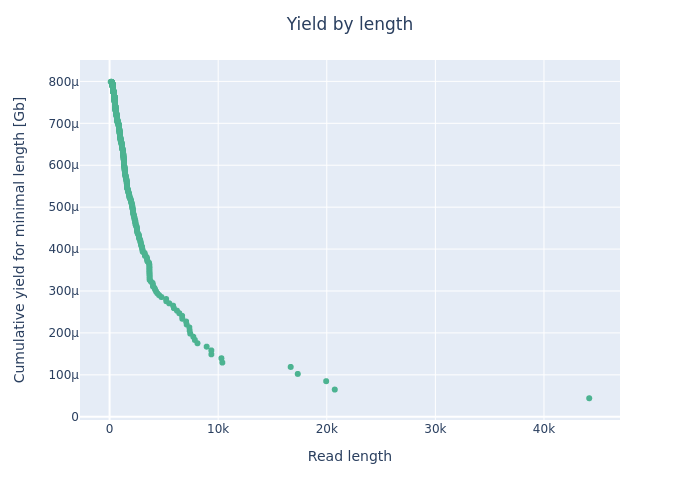 Yield by length
Cumulative yield for minimal length [Gb]
800μ
700μ
600μ
500μ
400μ
300μ
200μ
100μ
0
0 10k 20k 30k 40k
Read length